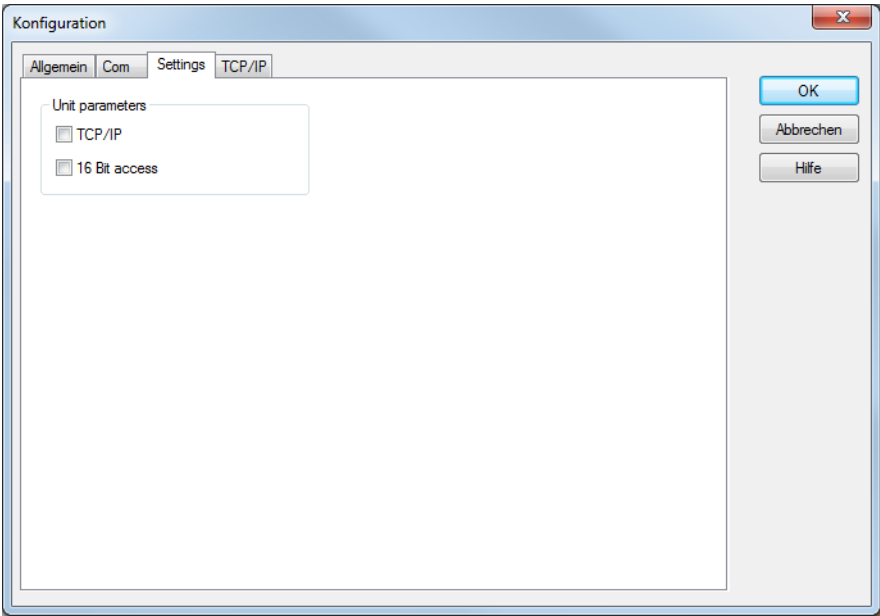 Konfiguration
Allgemein Com Settings TCP/IP
Unit parameters
TCP/IP
16 Bit access
OK
Abbrechen
Hilfe